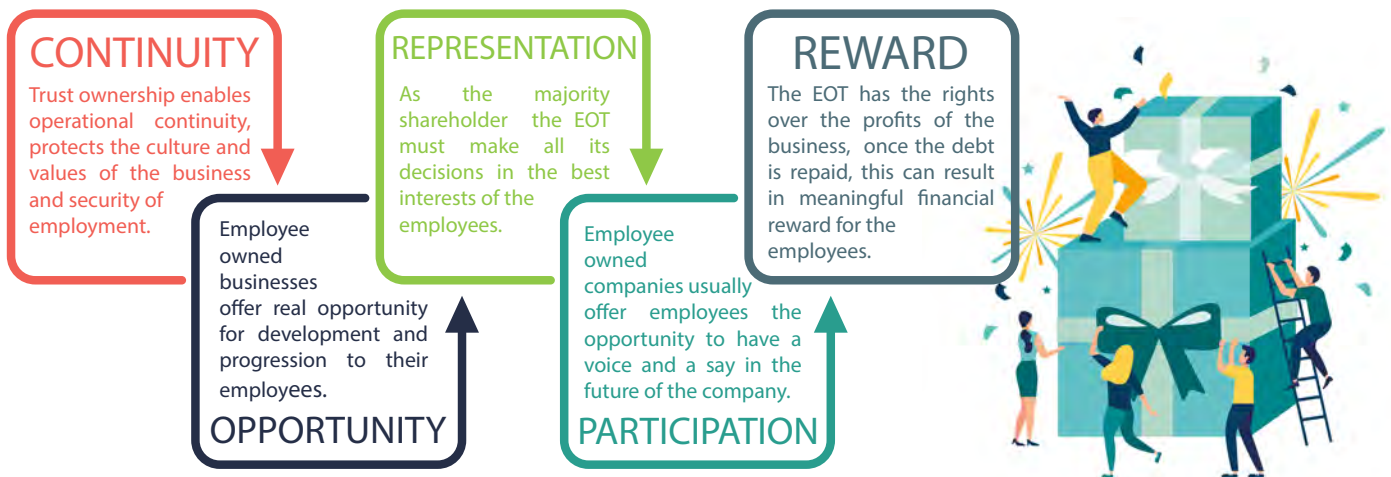 CONTINUITY
Trust ownership enables
operational continuity,
protects the culture and
values of the business
and security of
employment.
Employee
owned
businesses
offer real opportunity
for development and
progression to their
employees.
OPPORTUNITY
REPRESENTATION
As the majority
shareholder the EOT
must make all its
decisions in the best
interests of the
employees.
Employee
owned
companies usually
offer employees the
opportunity to have a
voice and a say in the
future of the company.
PARTICIPATION
REWARD
The EOT has the rights
over the profits of the
business, once the debt
is repaid, this can result
in meaningful financial
reward for the
employees.